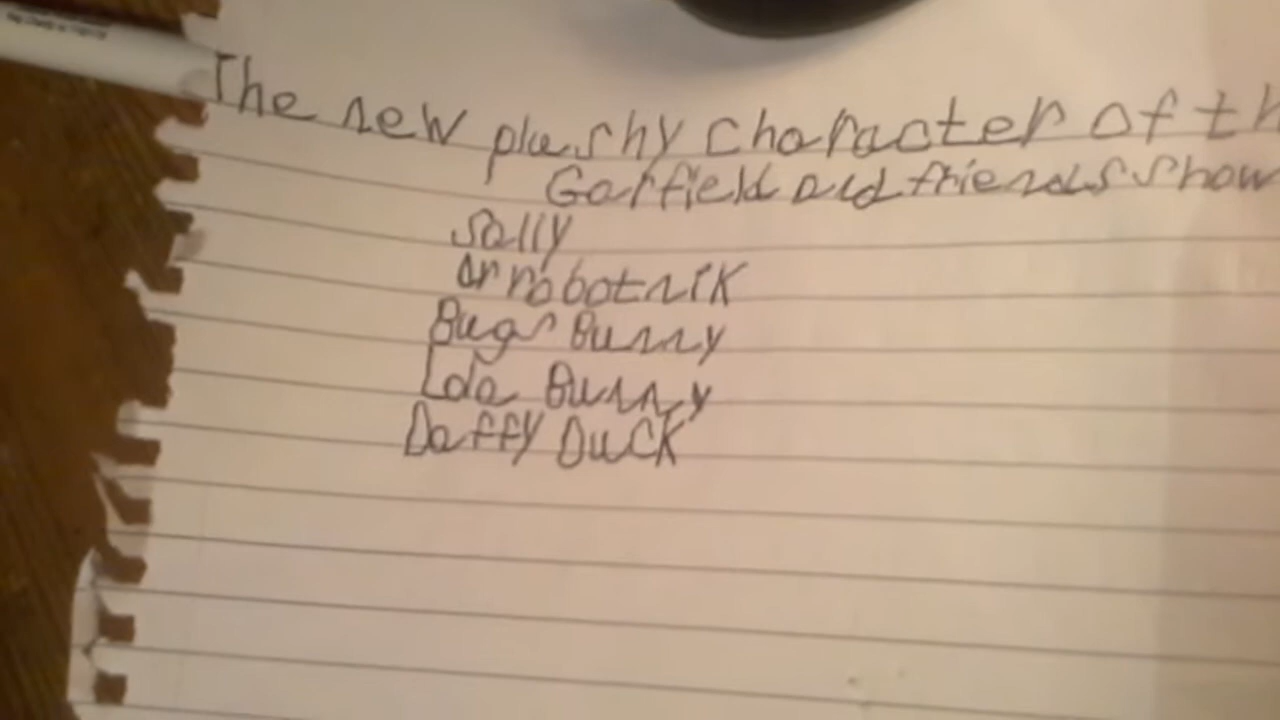 The new plushy character of th
Garfield and friends show
Sally
Dr robotnik
Bugs Bunny
Lola Bunny
Daffy Duck